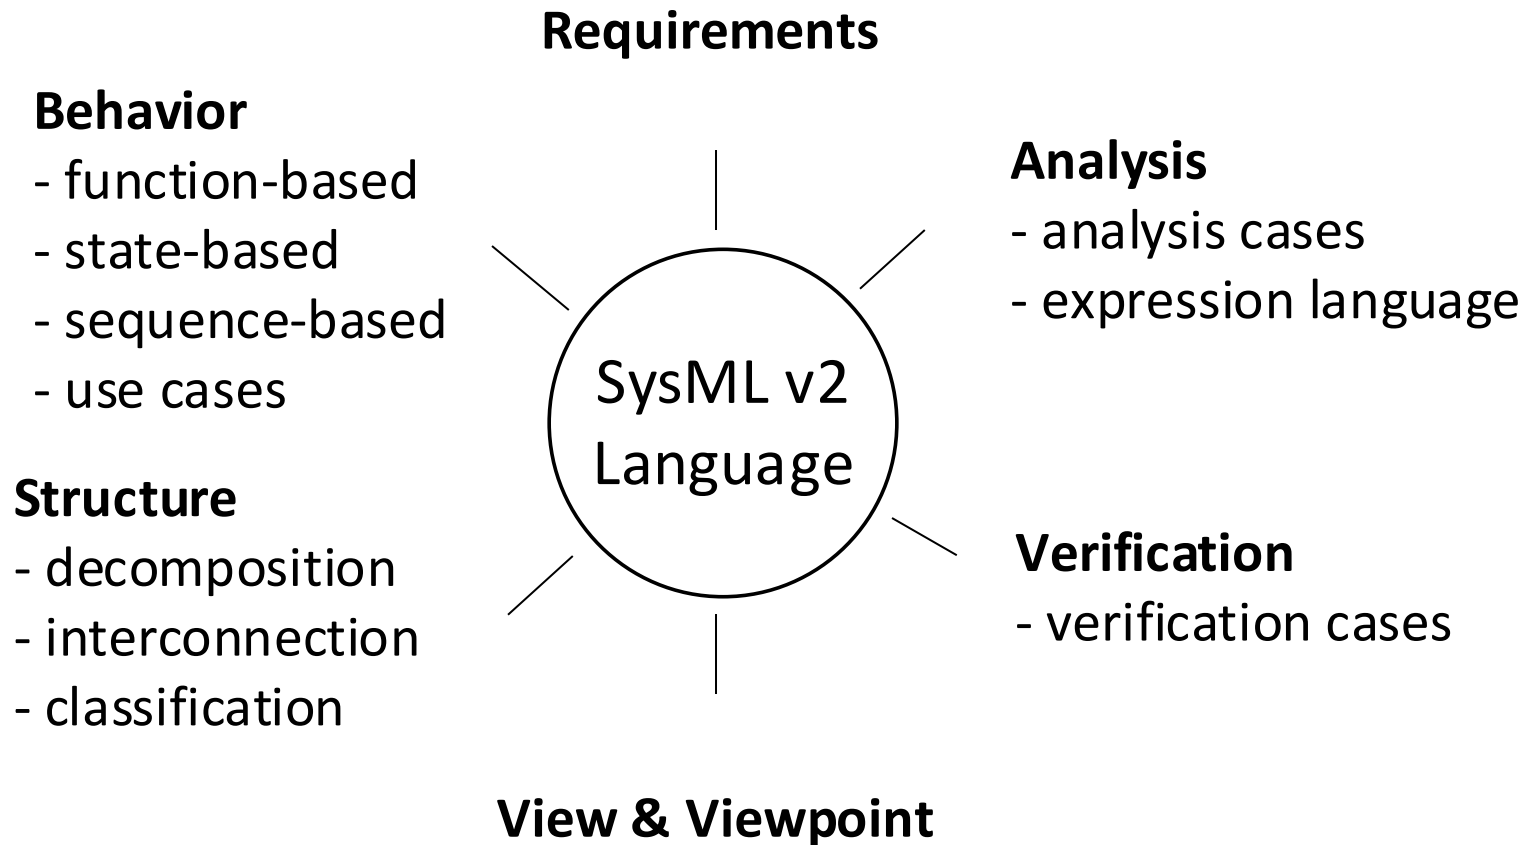 Requirements
Behavior
- function-based
- state-based
- sequence-based
- use cases
Analysis
- analysis cases
- expression language
SysML v2
Language
Structure
- decomposition
- interconnection
- classification
Verification
- verification cases
View & Viewpoint